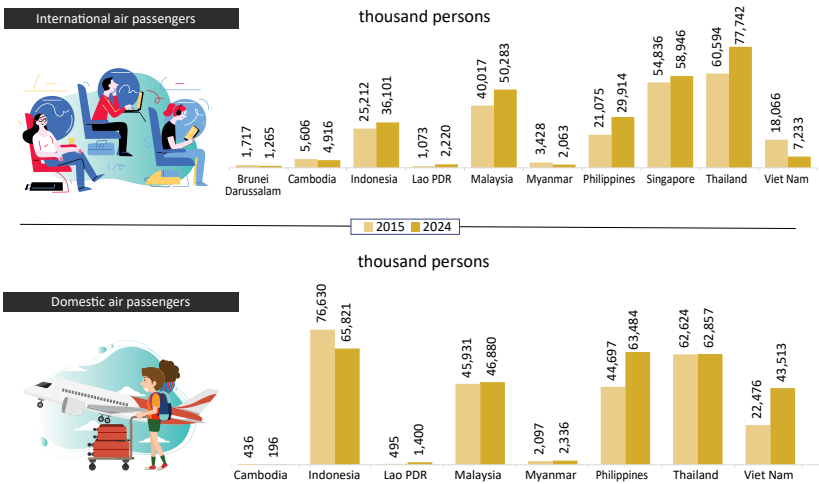 International air passengers
thousand persons
1,717 1,265 5,606 4,916 25,212 36,101 1,073 2,220 40,017 50,283 3,428 2,063 21,075 29,914 54,836 58,946 60,594 77,742 18,066 7,233
Brunei Darussalam Cambodia Indonesia Lao PDR Malaysia Myanmar Philippines Singapore Thailand Viet Nam
2015 2024
thousand persons
Domestic air passengers
436 196 76,630 65,821 495 1,400 45,931 46,880 2,097 2,336 44,697 63,484 62,624 62,857 22,476 43,513
Cambodia Indonesia Lao PDR Malaysia Myanmar Philippines Thailand Viet Nam